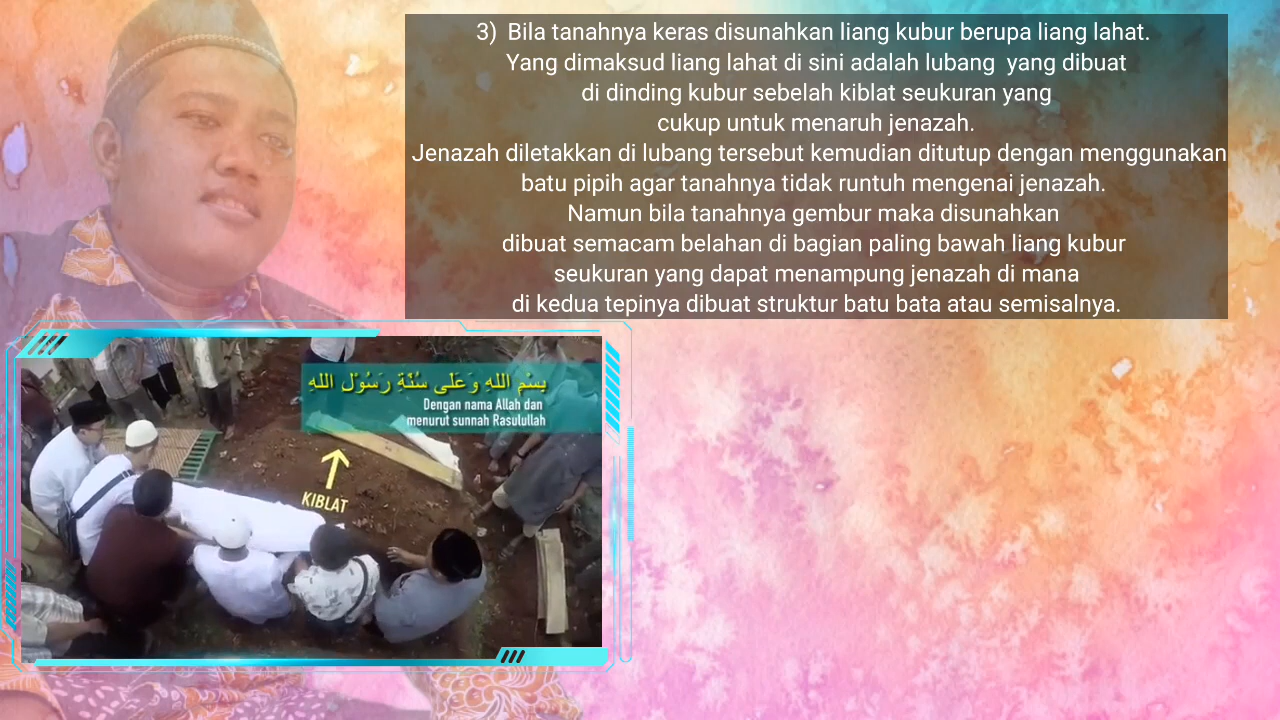 3) Bila tanahnya keras disunahkan liang kubur berupa liang lahat.
Yang dimaksud liang lahat di sini adalah lubang yang dibuat
di dinding kubur sebelah kiblat seukuran yang
cukup untuk menaruh jenazah.
Jenazah diletakkan di lubang tersebut kemudian ditutup dengan menggunakan
batu pipih agar tanahnya tidak runtuh mengenai jenazah.
Namun bila tanahnya gembur maka disunahkan
dibuat semacam belahan di bagian paling bawah liang kubur
seukuran yang dapat menampung jenazah di mana
di kedua tepinya dibuat struktur batu bata atau semisalnya.
بِسْمِ اللهِ وَعَلَى سُنَّةِ رَسُوْلِ اللهِ
Dengan nama Allah dan
menurut sunnah Rasulullah
KIBLAT